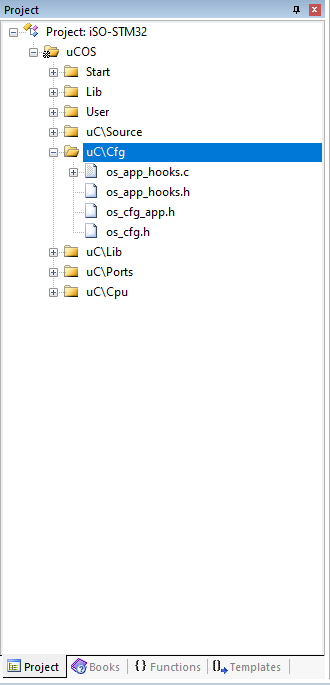 Project
Project: iSO-STM32
uCOS
Start
Lib
User
uC\Source
uC\Cfg
os_app_hooks.c
os_app_hooks.h
os_cfg_app.h
os_cfg.h
uC\Lib
uC\Ports
uC\Cpu
Project Books {} Functions Templates